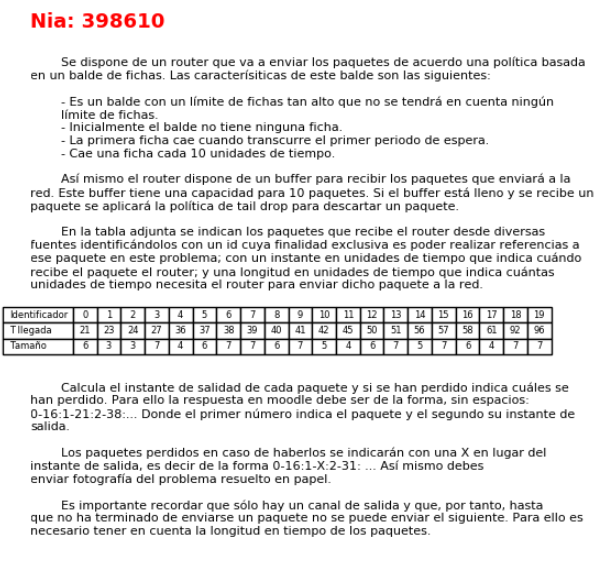 Nia: 398610
Se dispone de un router que va a enviar los paquetes de acuerdo una política basada
en un balde de fichas. Las caracterísiticas de este balde son las siguientes:
- Es un balde con un límite de fichas tan alto que no se tendrá en cuenta ningún
límite de fichas.
- Inicialmente el balde no tiene ninguna ficha.
- La primera ficha cae cuando transcurre el primer periodo de espera.
- Cae una ficha cada 10 unidades de tiempo.
Así mismo el router dispone de un buffer para recibir los paquetes que enviará a la
red. Este buffer tiene una capacidad para 10 paquetes. Si el buffer está lleno y se recibe un
paquete se aplicará la política de tail drop para descartar un paquete.
En la tabla adjunta se indican los paquetes que recibe el router desde diversas
fuentes identificándolos con un id cuya finalidad exclusiva es poder realizar referencias a
ese paquete en este problema; con un instante en unidades de tiempo que indica cuándo
recibe el paquete el router; y una longitud en unidades de tiempo que indica cuántas
unidades de tiempo necesita el router para enviar dicho paquete a la red.
Identificador 0 1 2 3 4 5 6 7 8 9 10 11 12 13 14 15 16 17 18 19
T llegada 21 23 24 27 36 37 38 39 40 41 42 45 50 51 56 57 58 61 92 96
Tamaño 6 3 3 7 4 6 7 7 6 7 5 4 6 7 5 7 6 4 7 7
Calcula el instante de salidad de cada paquete y si se han perdido indica cuáles se
han perdido. Para ello la respuesta en moodle debe ser de la forma, sin espacios:
0-16:1-21:2-38:... Donde el primer número indica el paquete y el segundo su instante de
salida.
Los paquetes perdidos en caso de haberlos se indicarán con una X en lugar del
instante de salida, es decir de la forma 0-16:1-X:2-31: ... Así mismo debes
enviar fotografía del problema resuelto en papel.
Es importante recordar que sólo hay un canal de salida y que, por tanto, hasta
que no ha terminado de enviarse un paquete no se puede enviar el siguiente. Para ello es
necesario tener en cuenta la longitud en tiempo de los paquetes.